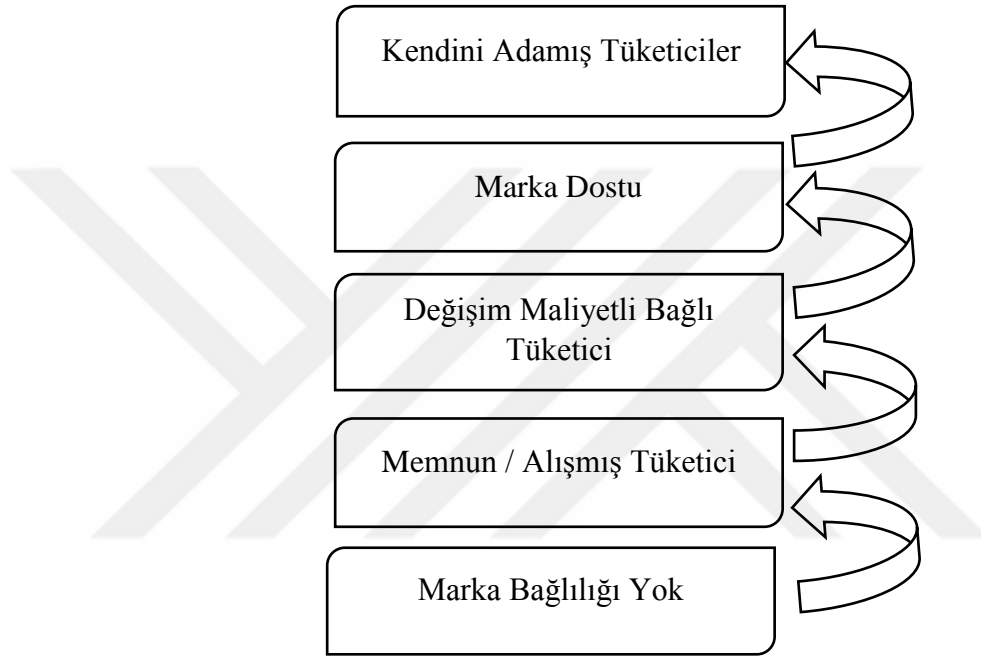 Kendini Adamış Tüketiciler
Marka Dostu
Değişim Maliyetli Bağlı
Tüketici
Memnun / Alışmış Tüketici
Marka Bağlılığı Yok